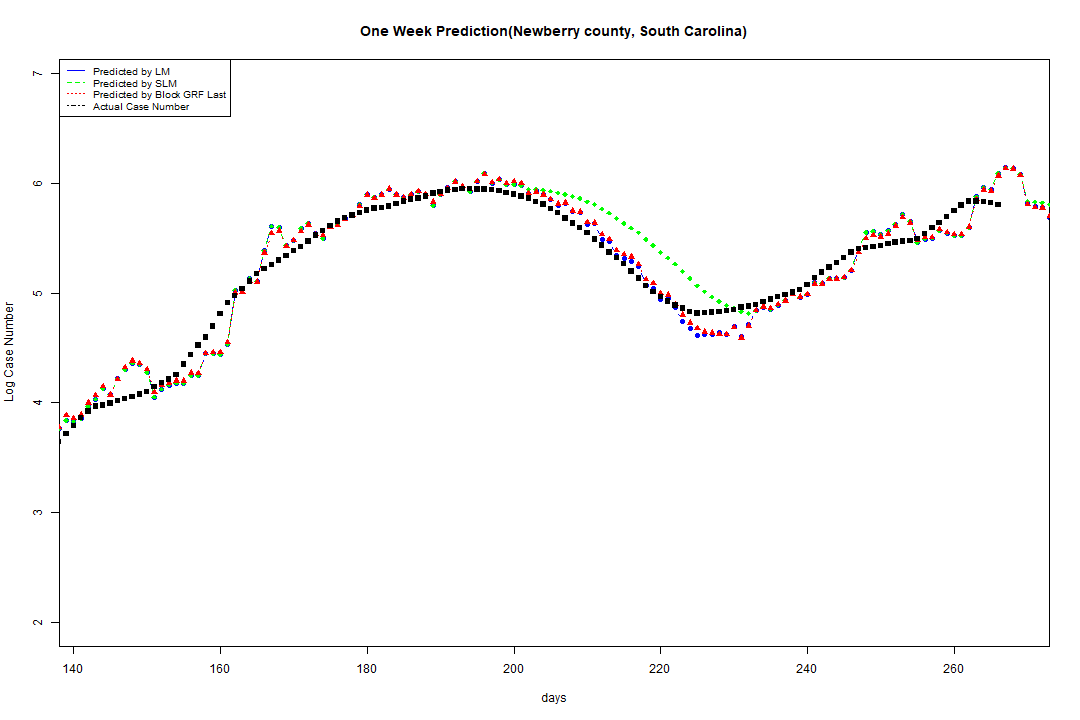 One Week Prediction(Newberry county, South Carolina)
Predicted by LM
Predicted by SLM
Predicted by Block GRF Last
Actual Case Number
Log Case Number
7
6
5
4
3
2
140 160 180 200 220 240 260
days